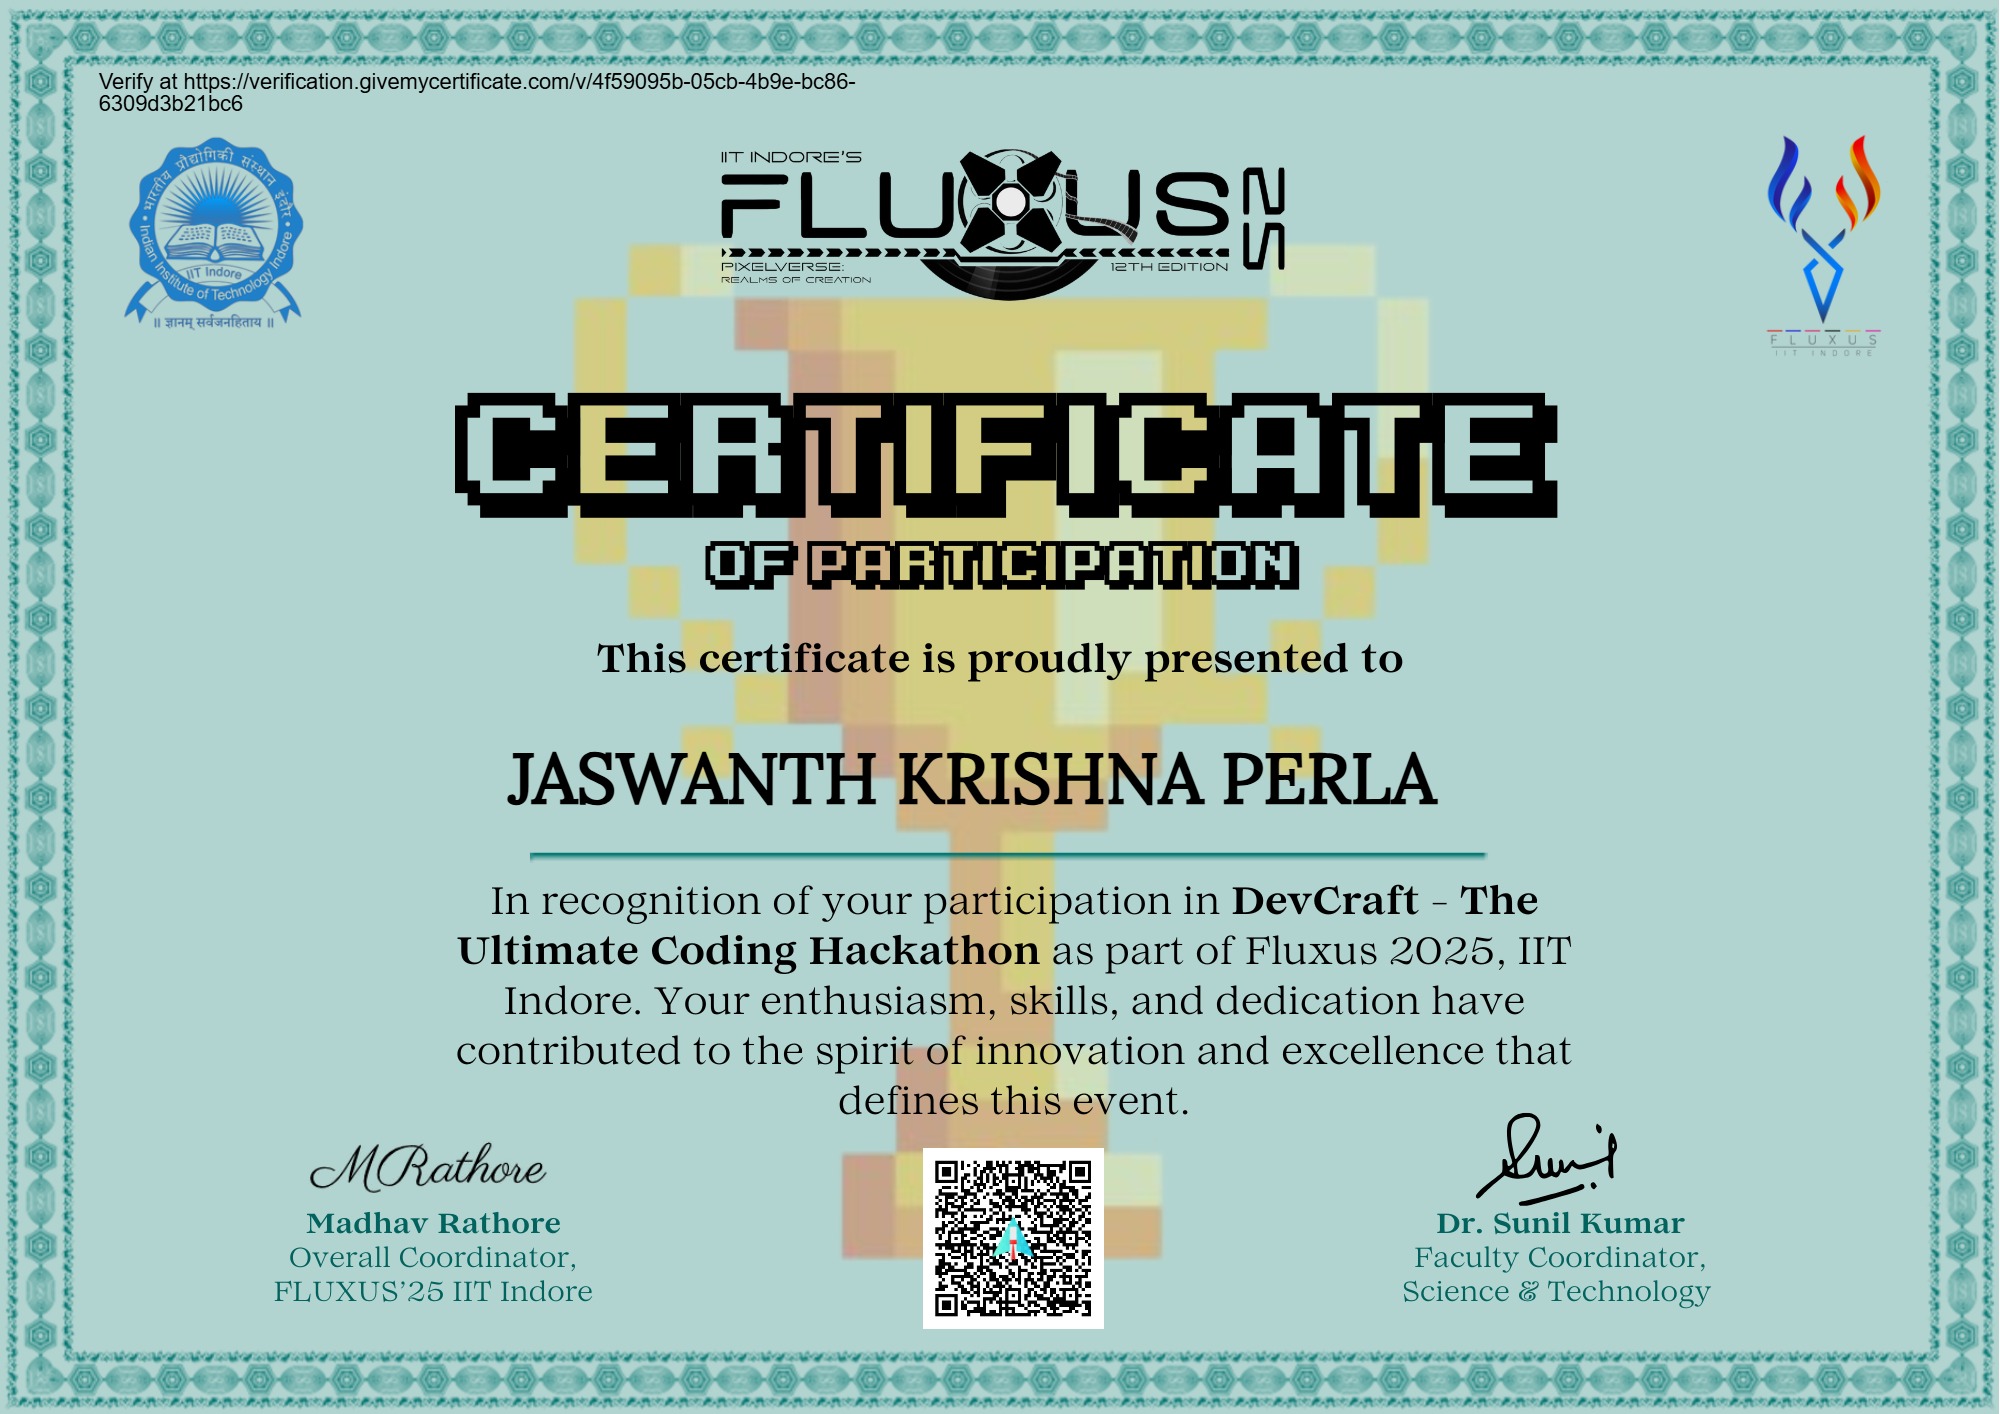 Verify at https://verification.givemycertificate.com/v/4f59095b-05cb-4b9e-bc86-
6309d3b21bc6
भारतीय प्रौद्योगिकी संस्थान इंदौर
IIT Indore
Indian Institute of Technology Indore
॥ ज्ञानम् सर्वजनहिताय ॥
IIT INDORE'S
FLUXUS 25
PIXELVERSE: 12TH EDITION
REALMS OF CREATION
FLUXUS
IIT INDORE
CERTIFICATE
OF PARTICIPATION
This certificate is proudly presented to
JASWANTH KRISHNA PERLA
In recognition of your participation in DevCraft - The
Ultimate Coding Hackathon as part of Fluxus 2025, IIT
Indore. Your enthusiasm, skills, and dedication have
contributed to the spirit of innovation and excellence that
defines this event.
MRathore
Madhav Rathore
Overall Coordinator,
FLUXUS’25 IIT Indore
Sunil
Dr. Sunil Kumar
Faculty Coordinator,
Science & Technology